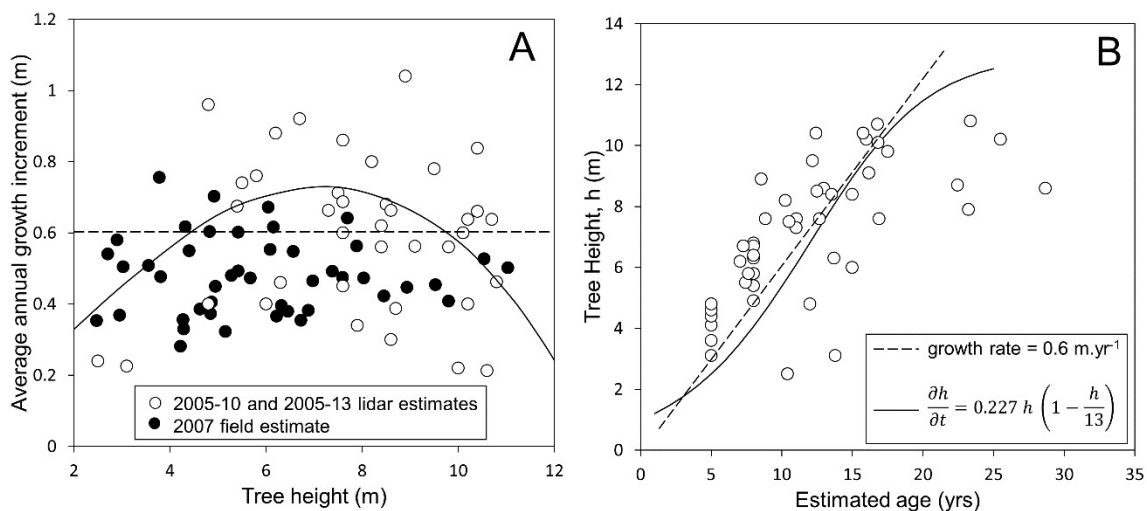 A
Average annual growth increment (m)
1.2
1
0.8
0.6
0.4
0.2
0
2 4 6 8 10 12
Tree height (m)
2005-10 and 2005-13 lidar estimates
2007 field estimate
B
Tree Height, h (m)
14
12
10
8
6
4
2
0
0 5 10 15 20 25 30 35
Estimated age (yrs)
growth rate = 0.6 m.yr⁻¹
∂h/∂t = 0.227 h (1 − h/13)